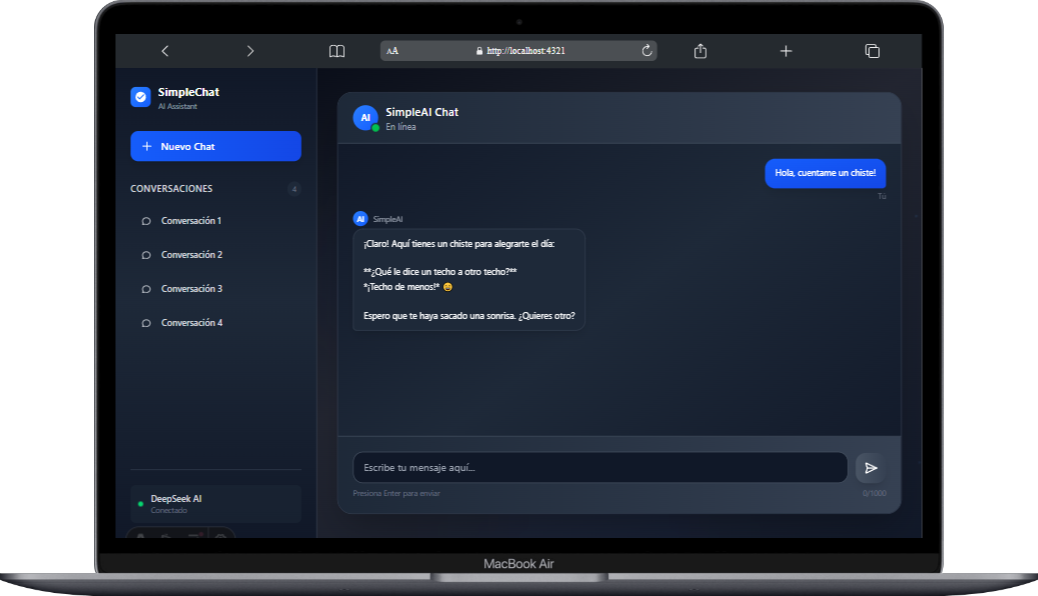 AA
http://localhost:4321
SimpleChat
AI Assistant
Nuevo Chat
CONVERSACIONES
4
Conversación 1
Conversación 2
Conversación 3
Conversación 4
DeepSeek AI
Conectado
AI
SimpleAI Chat
En línea
Hola, cuentame un chiste!
Tu
AI
SimpleAI
¡Claro! Aquí tienes un chiste para alegrarte el día:
**¿Qué le dice un techo a otro techo?**
*¡Techo de menos!* 😄
Espero que te haya sacado una sonrisa. ¿Quieres otro?
Escribe tu mensaje aquí...
Presiona Enter para enviar
0/1000
MacBook Air